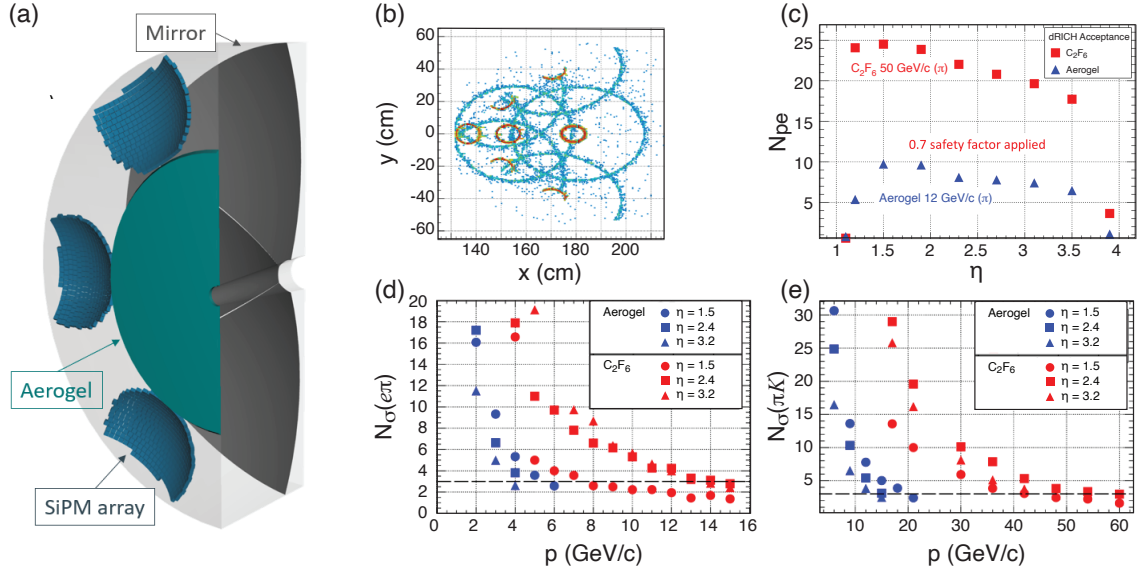 (a)
Mirror
Aerogel
SiPM array
(b)
y (cm)
60
40
20
0
-20
-40
-60
140 160 180 200
x (cm)
(c)
Npe
25
20
15
10
5
dRICH Acceptance
C2F6
Aerogel
C2F6 50 GeV/c (π)
0.7 safety factor applied
Aerogel 12 GeV/c (π)
1 1.5 2 2.5 3 3.5 4
η
(d)
Nσ(eπ)
20
18
16
14
12
10
8
6
4
2
0
Aerogel
η = 1.5
η = 2.4
η = 3.2
C2F6
η = 1.5
η = 2.4
η = 3.2
0 2 4 6 8 10 12 14 16
p (GeV/c)
(e)
Nσ(πK)
30
25
20
15
10
5
Aerogel
η = 1.5
η = 2.4
η = 3.2
C2F6
η = 1.5
η = 2.4
η = 3.2
10 20 30 40 50 60
p (GeV/c)